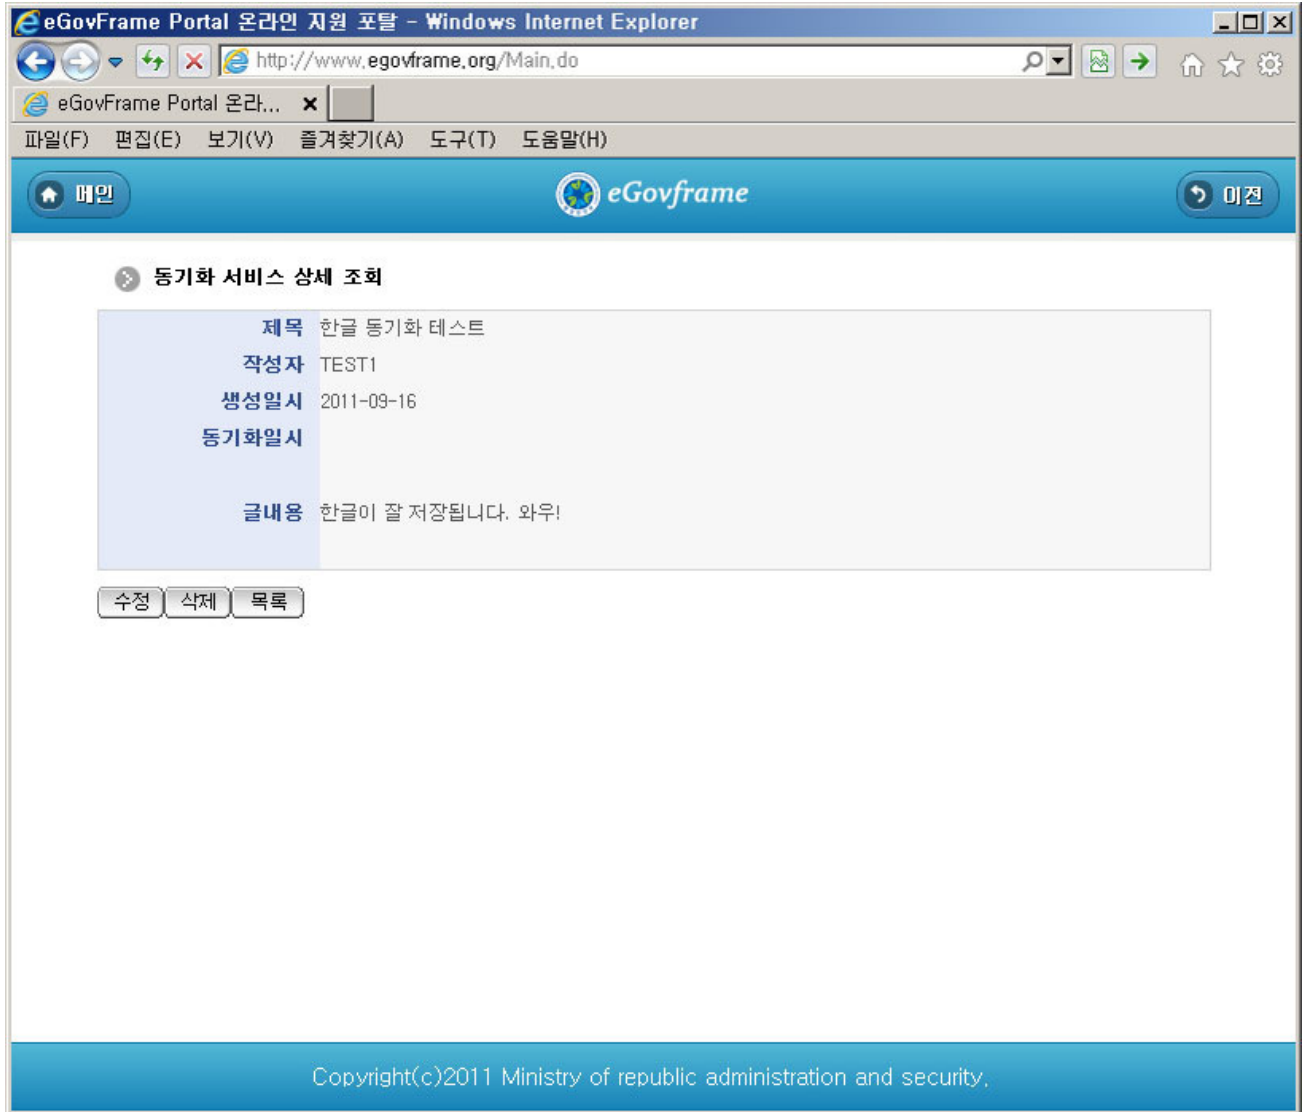 eGovFrame Portal 온라인 지원 포탈 - Windows Internet Explorer
http://www.egovframe.org/Main.do
eGovFrame Portal 온라...
파일(F) 편집(E) 보기(V) 즐겨찾기(A) 도구(T) 도움말(H)
메인 eGovframe 이전
동기화 서비스 상세 조회
제목 한글 동기화 테스트
작성자 TEST1
생성일시 2011-09-16
동기화일시
글내용 한글이 잘 저장됩니다. 와우!
수정 삭제 목록
Copyright(c)2011 Ministry of republic administration and security.